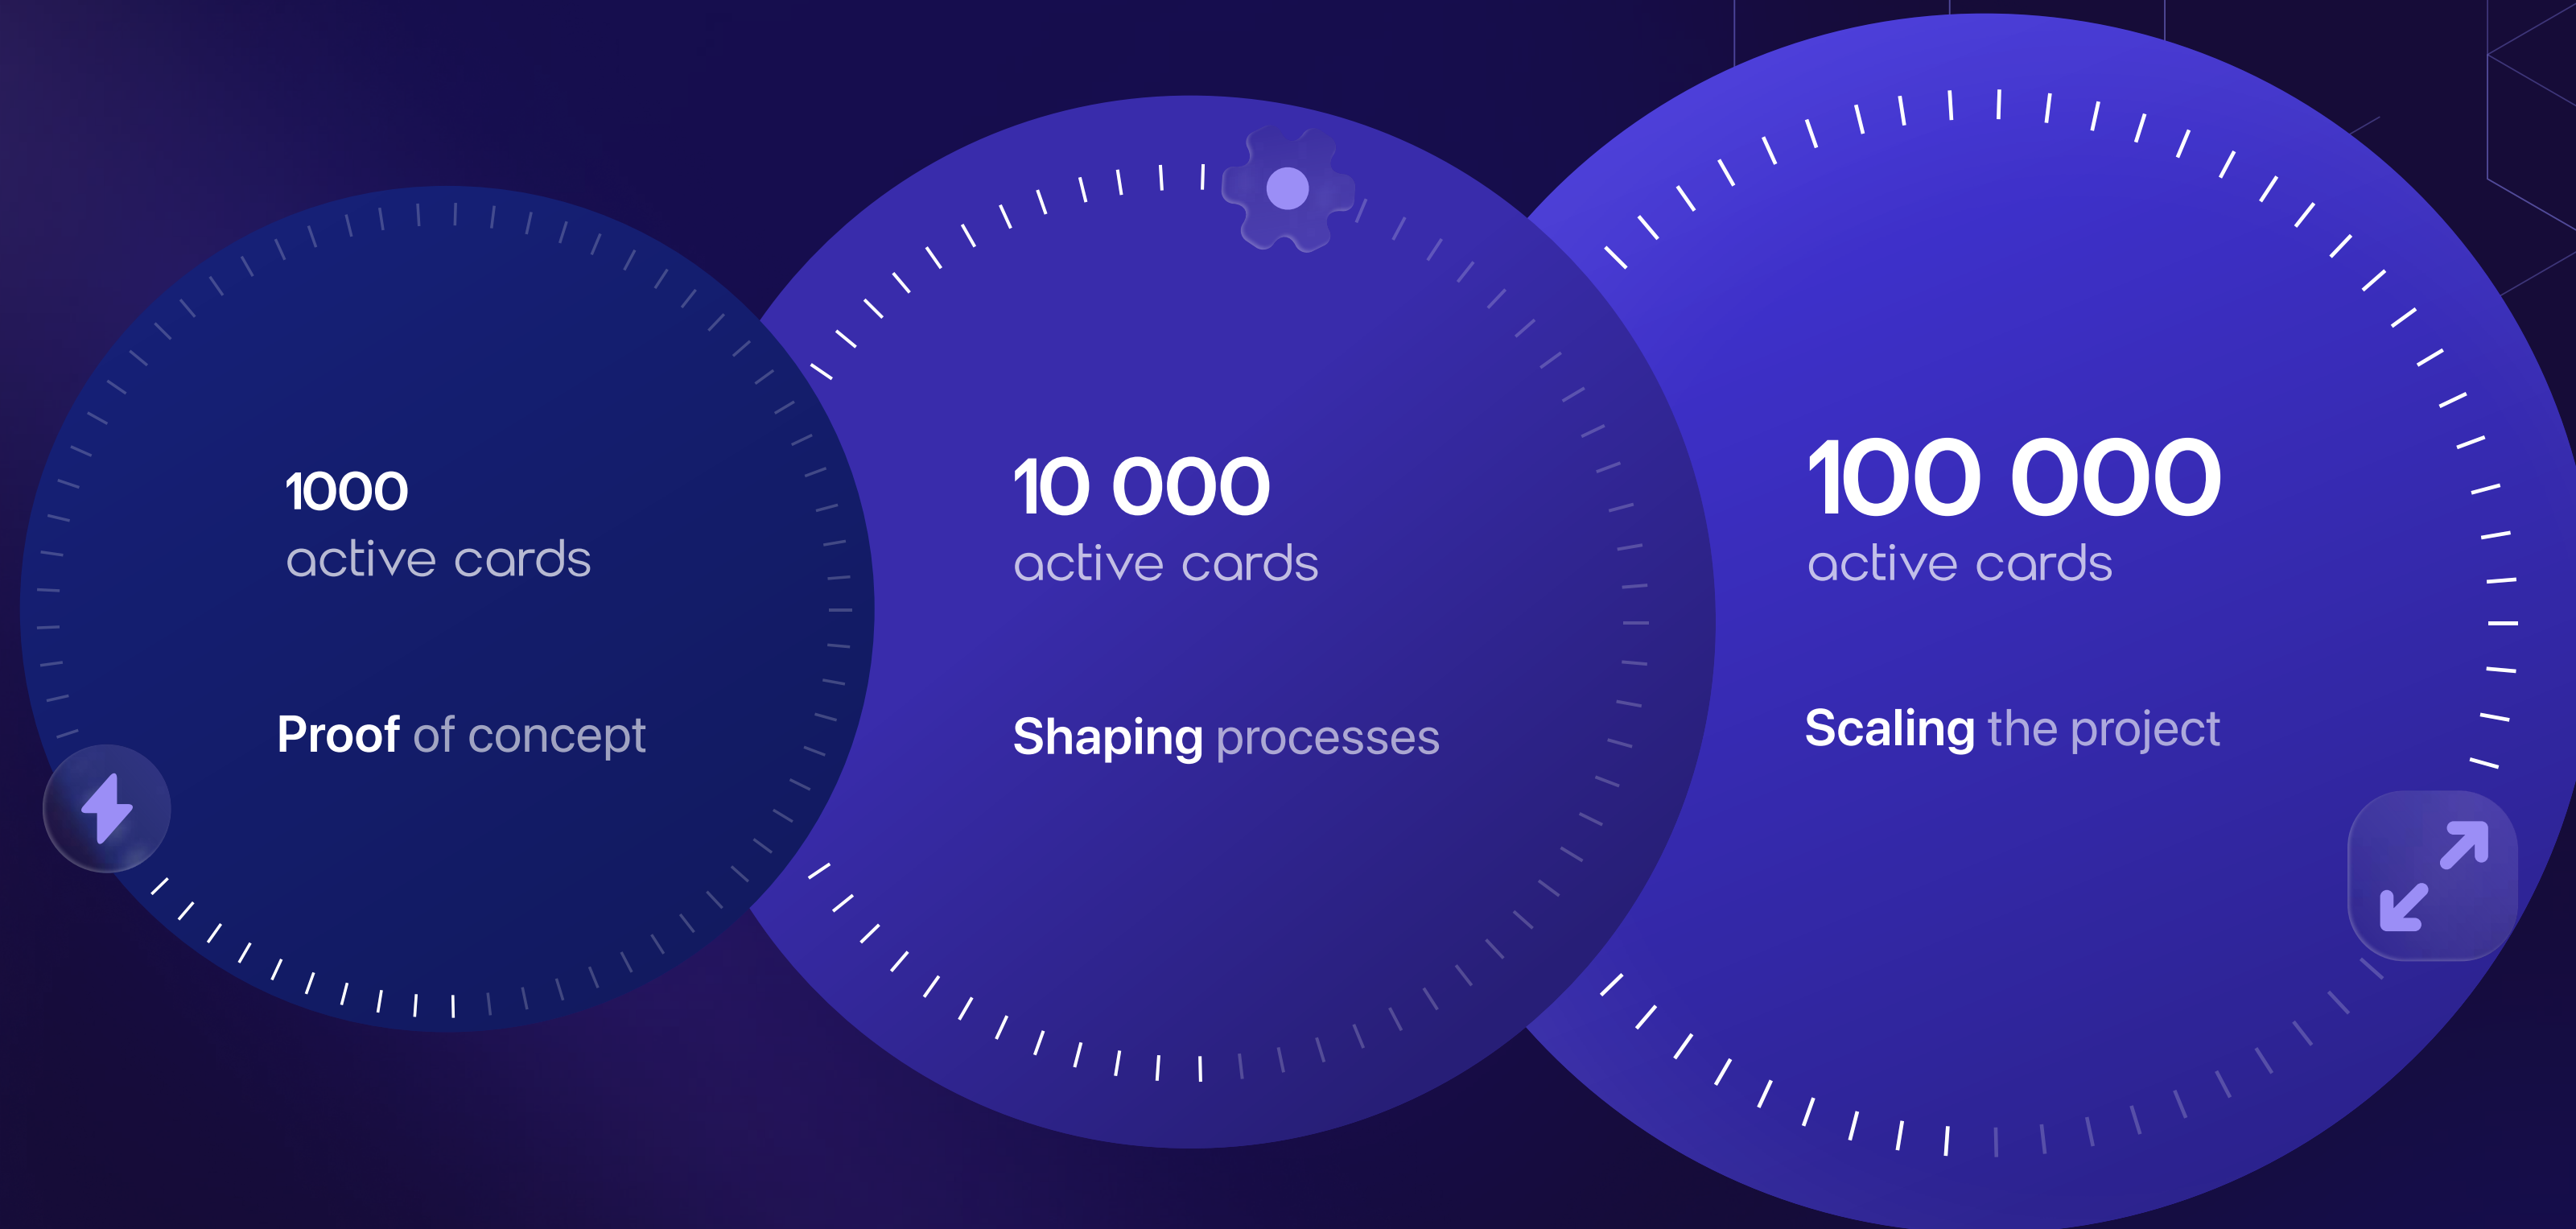 1000
active cards
Proof of concept
10 000
active cards
Shaping processes
100 000
active cards
Scaling the project